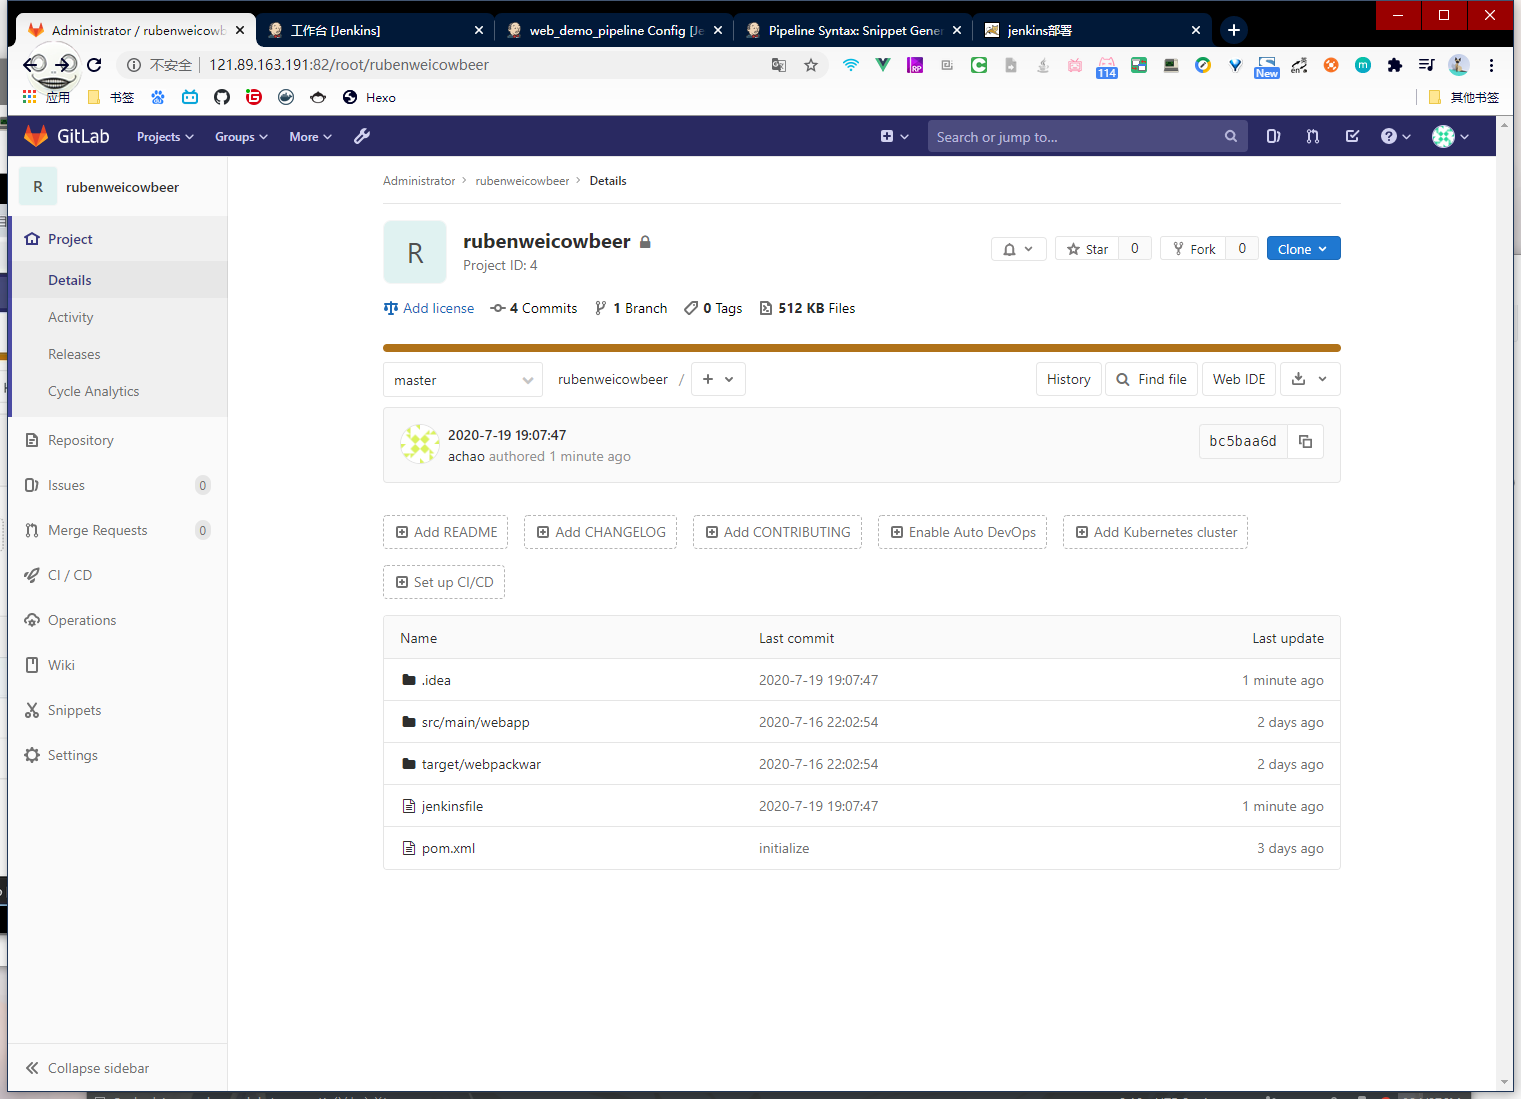 Administrator / rubenweicowb
工作台 [Jenkins]
web_demo_pipeline Config [Je
Pipeline Syntax: Snippet Gener
jenkins部署
不安全
121.89.163.191:82/root/rubenweicowbeer
114
New
en
RP
m
应用
书签
Hexo
其他书签
GitLab
Projects
Groups
More
Search or jump to...
R
rubenweicowbeer
Project
Details
Activity
Releases
Cycle Analytics
Repository
Issues
0
Merge Requests
0
CI / CD
Operations
Wiki
Snippets
Settings
Collapse sidebar
Administrator
rubenweicowbeer
Details
R
rubenweicowbeer
Project ID: 4
Star
0
Fork
0
Clone
Add license
4 Commits
1 Branch
0 Tags
512 KB Files
master
rubenweicowbeer /
History
Find file
Web IDE
2020-7-19 19:07:47
achao authored 1 minute ago
bc5baa6d
Add README
Add CHANGELOG
Add CONTRIBUTING
Enable Auto DevOps
Add Kubernetes cluster
Set up CI/CD
Name Last commit Last update
.idea 2020-7-19 19:07:47 1 minute ago
src/main/webapp 2020-7-16 22:02:54 2 days ago
target/webpackwar 2020-7-16 22:02:54 2 days ago
jenkinsfile 2020-7-19 19:07:47 1 minute ago
pom.xml initialize 3 days ago